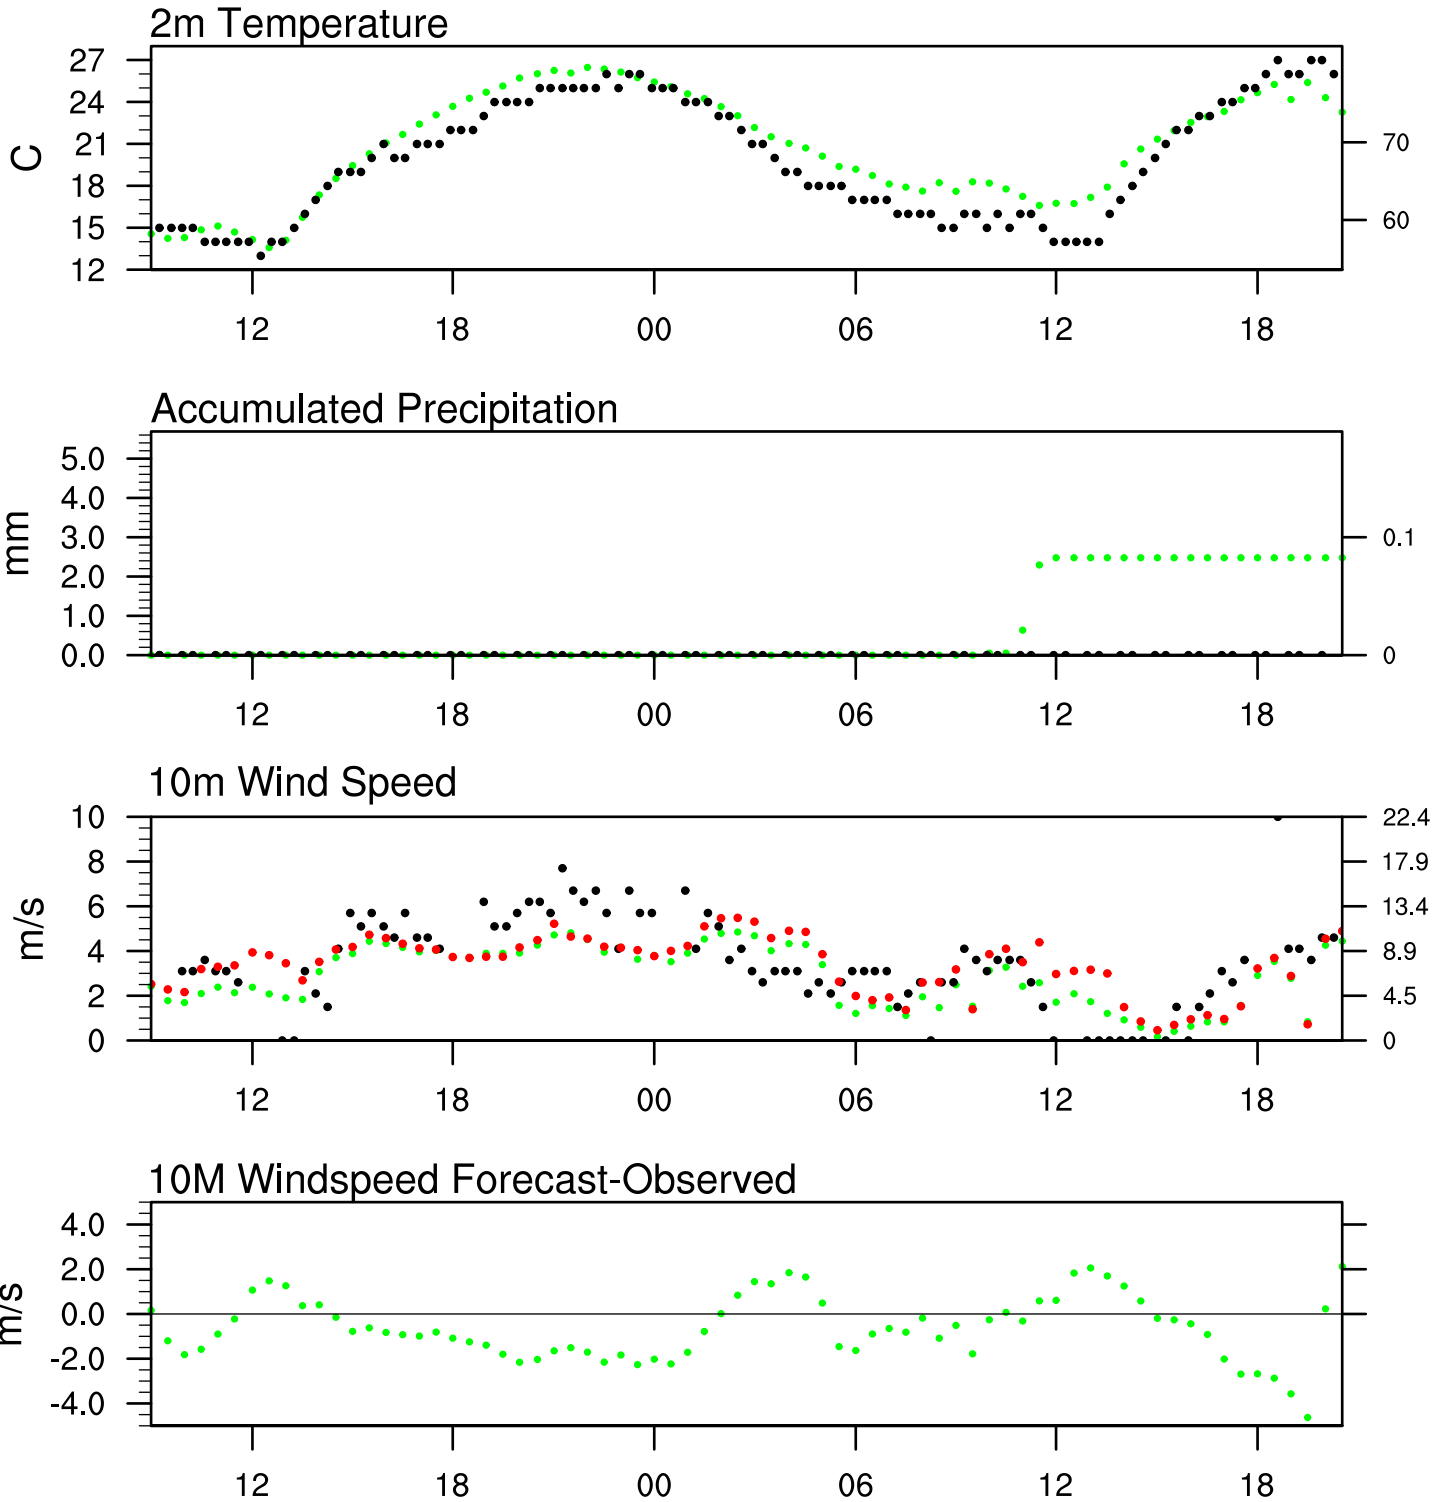 2m Temperature
27
24
21
18
15
12
C
70
60
12 18 00 06 12 18
Accumulated Precipitation
5.0
4.0
3.0
2.0
1.0
0.0
mm
0.1
0
12 18 00 06 12 18
10m Wind Speed
10
8
6
4
2
0
m/s
22.4
17.9
13.4
8.9
4.5
0
12 18 00 06 12 18
10M Windspeed Forecast-Observed
4.0
2.0
0.0
-2.0
-4.0
m/s
12 18 00 06 12 18